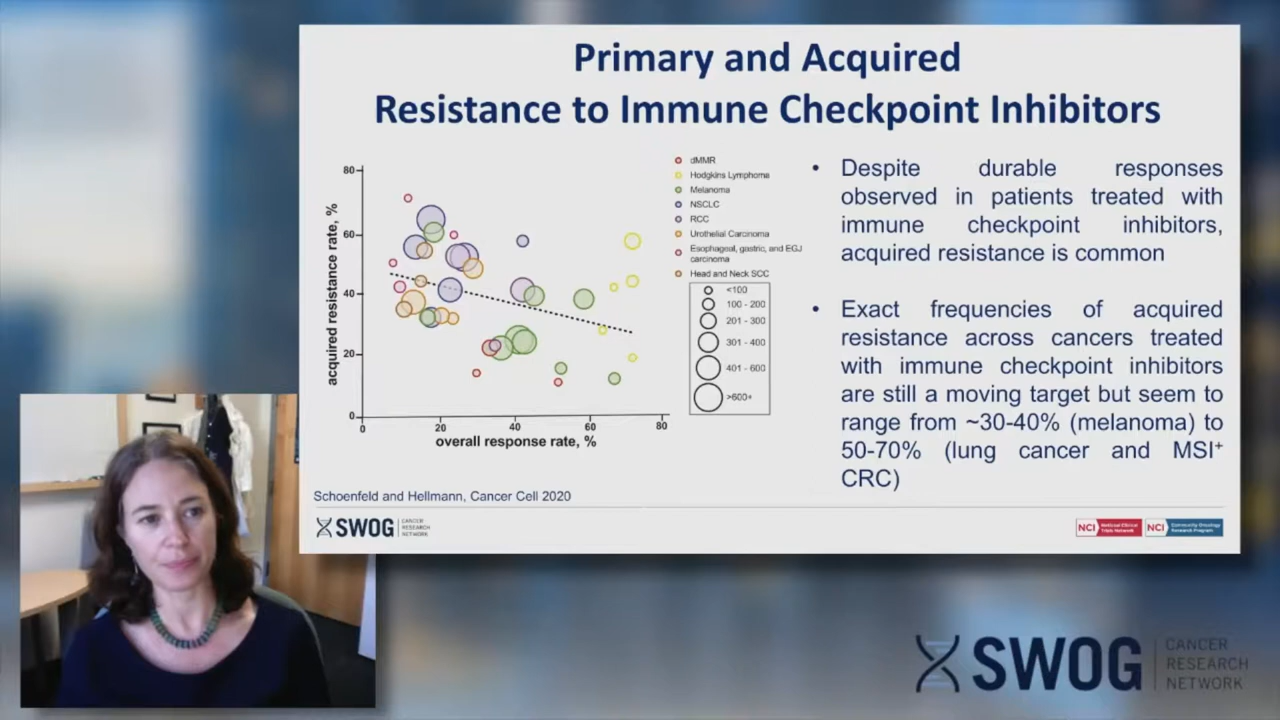 Primary and Acquired
Resistance to Immune Checkpoint Inhibitors
acquired resistance rate, %
80
60
40
20
0
0
20
40
60
80
overall response rate, %
dMMR
Hodgkins Lymphoma
Melanoma
NSCLC
RCC
Urothelial Carcinoma
Esophageal, gastric, and EGJ
carcinoma
Head and Neck SCC
<100
100 - 200
201 - 300
301 - 400
401 - 600
>600+
• Despite durable responses
observed in patients treated with
immune checkpoint inhibitors,
acquired resistance is common
• Exact frequencies of acquired
resistance across cancers treated
with immune checkpoint inhibitors
are still a moving target but seem to
range from ~30-40% (melanoma) to
50-70% (lung cancer and MSI⁺
CRC)
Schoenfeld and Hellmann, Cancer Cell 2020
SWOG
CANCER
RESEARCH
NETWORK
NCI
National Clinical
Trials Network
NCI
Community Oncology
Research Program
SWOG
CANCER
RESEARCH
NETWORK